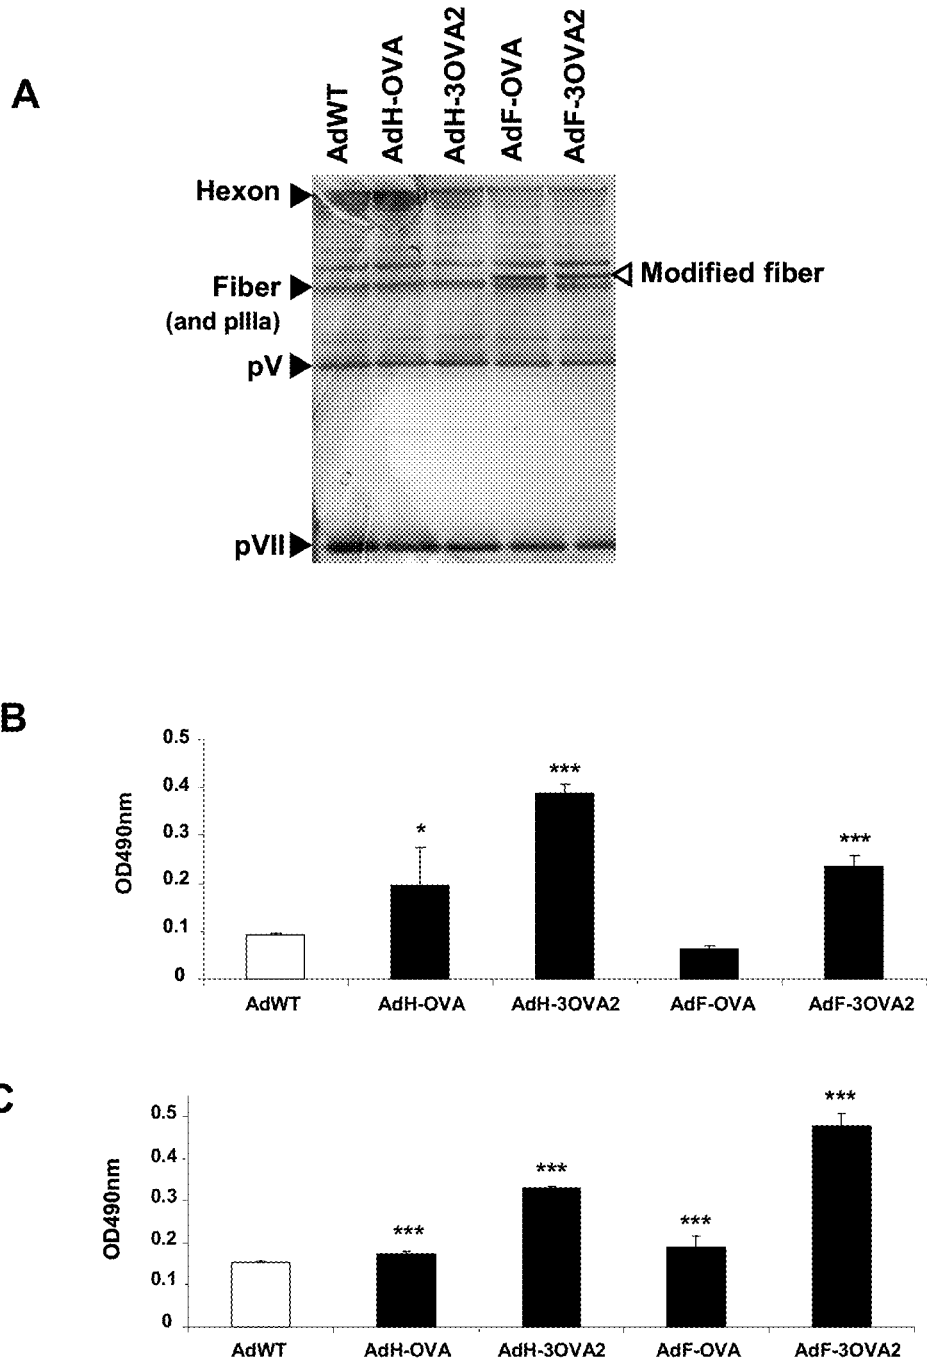 A
AdWT
AdH-OVA
AdH-3OVA2
AdF-OVA
AdF-3OVA2
Hexon
Modified fiber
Fiber
(and pIIIa)
pV
pVII
B
0.5
0.4
0.3
0.2
0.1
0
OD490nm
*
***
***
AdWT AdH-OVA AdH-3OVA2 AdF-OVA AdF-3OVA2
C
0.5
0.4
0.3
0.2
0.1
0
OD490nm
***
***
***
***
AdWT AdH-OVA AdH-3OVA2 AdF-OVA AdF-3OVA2